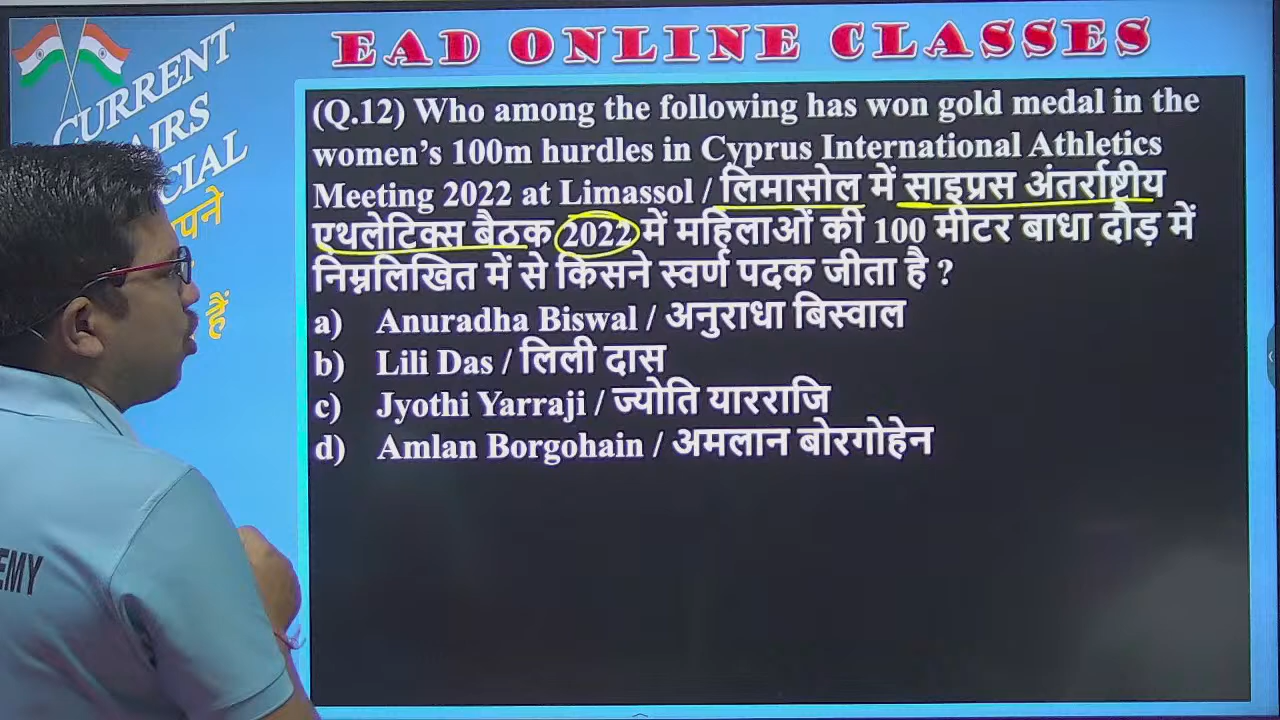 EAD ONLINE CLASSES
CURRENT
AIRS
CIAL
पने
हैं
(Q.12) Who among the following has won gold medal in the
women's 100m hurdles in Cyprus International Athletics
Meeting 2022 at Limassol / लिमासोल में साइप्रस अंतर्राष्ट्रीय
एथलेटिक्स बैठक 2022 में महिलाओं की 100 मीटर बाधा दौड़ में
निम्नलिखित में से किसने स्वर्ण पदक जीता है ?
a) Anuradha Biswal / अनुराधा बिस्वाल
b) Lili Das / लिली दास
c) Jyothi Yarraji / ज्योति यारराजि
d) Amlan Borgohain / अमलान बोरगोहेन
EMY